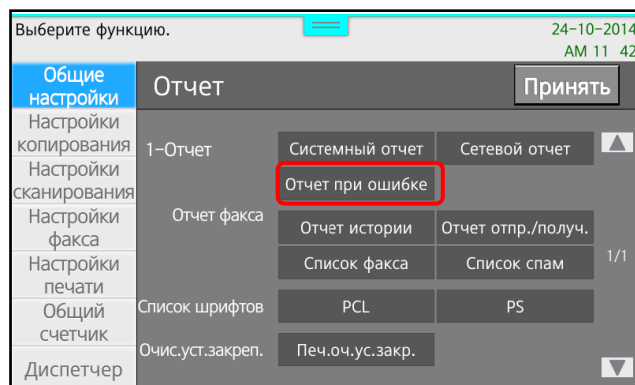 Выберите функцию.
24-10-2014
AM 11 42
Общие
настройки
Отчет
Принять
Настройки
копирования
1-Отчет
Системный отчет
Сетевой отчет
Настройки
сканирования
Отчет при ошибке
Настройки
факса
Отчет факса
Отчет истории
Отчет отпр./получ.
1/1
Настройки
печати
Список факса
Список спам
Общий
счетчик
Список шрифтов
PCL
PS
Очис.уст.закреп.
Печ.оч.ус.закр.
Диспетчер